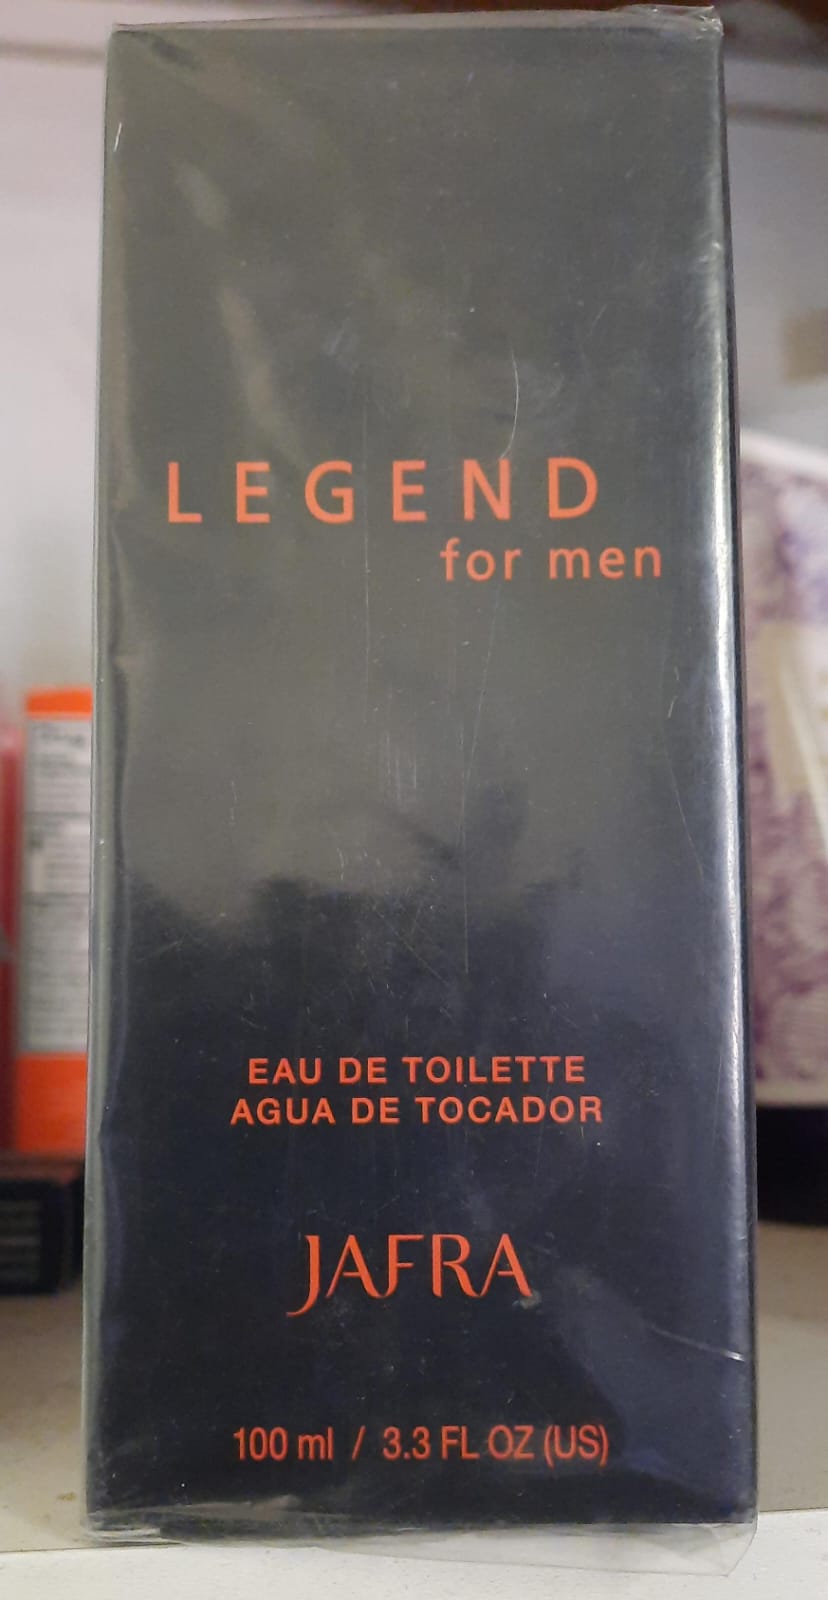 LEGEND
for men
EAU DE TOILETTE
AGUA DE TOCADOR
JAFRA
100 ml / 3.3 FL OZ (US)